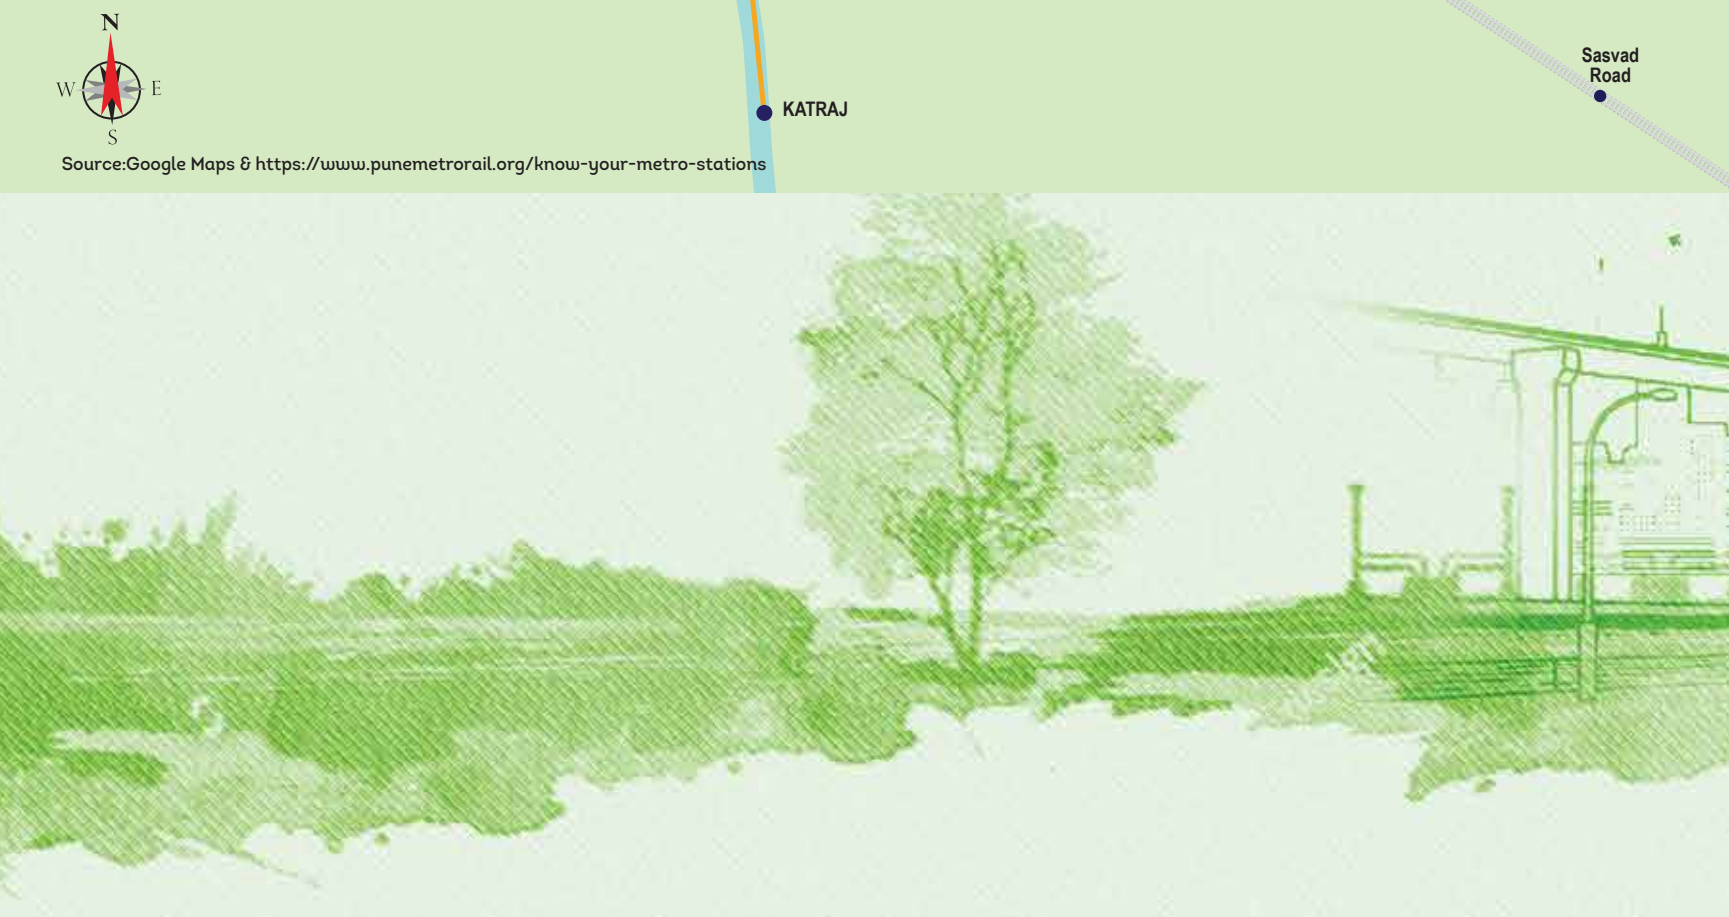 N
W E
S
KATRAJ
Sasvad
Road
Source:Google Maps & https://www.punemetrorail.org/know-your-metro-stations